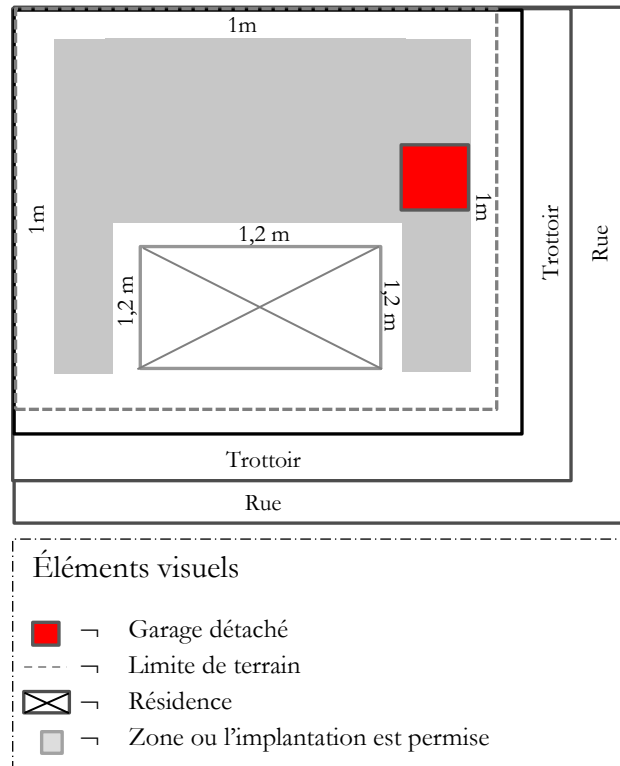 1m
1m
1m
1,2 m
1,2 m
1,2 m
Trottoir
Rue
Trottoir
Rue
Éléments visuels
¬ Garage détaché
¬ Limite de terrain
¬ Résidence
¬ Zone ou l'implantation est permise